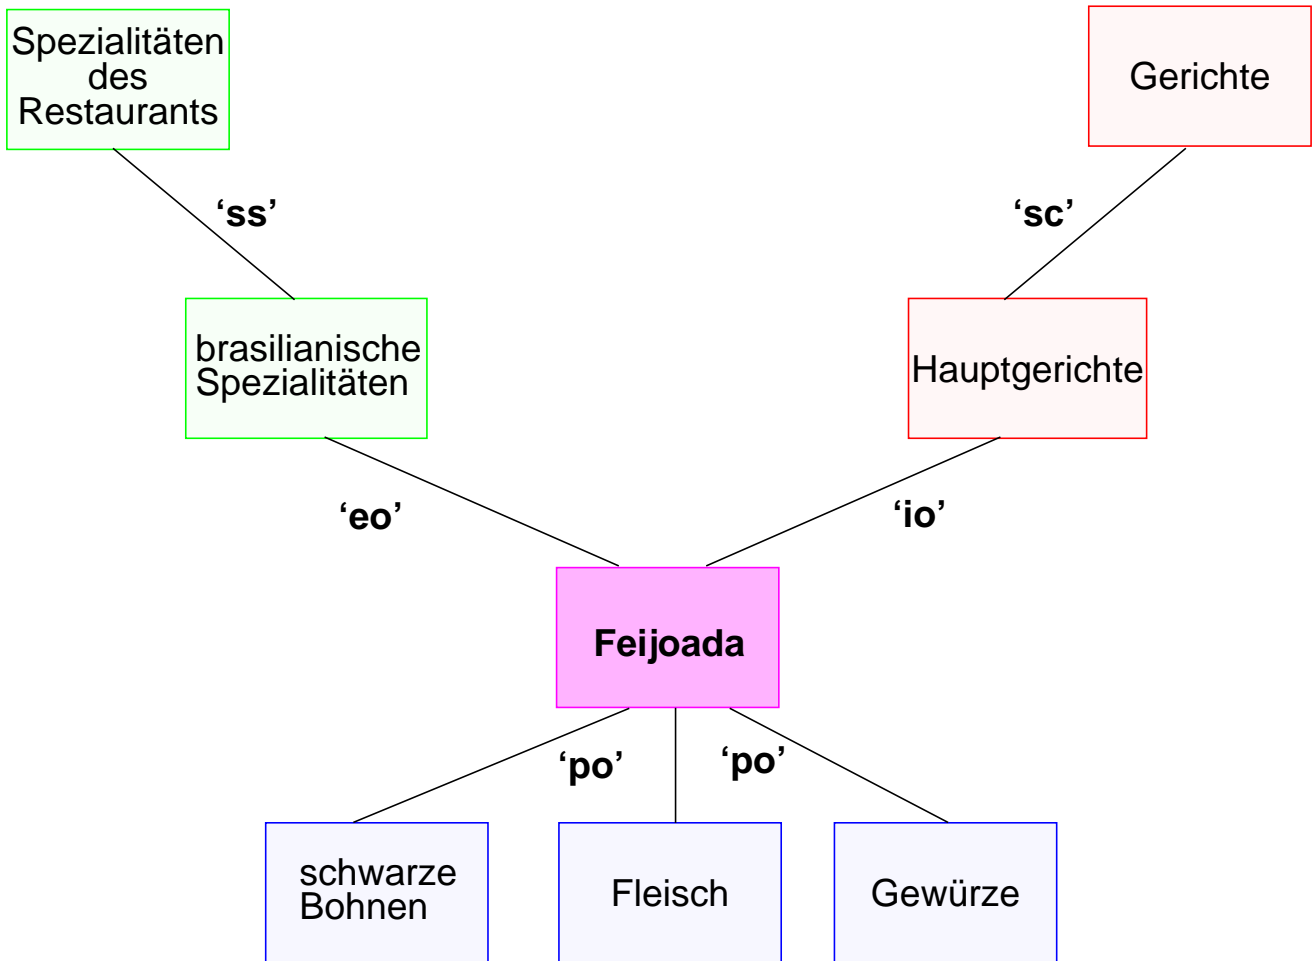 Spezialitäten
des
Restaurants
Gerichte
‘ss’
‘sc’
brasilianische
Spezialitäten
Hauptgerichte
‘eo’
‘io’
Feijoada
‘po’
‘po’
schwarze
Bohnen
Fleisch
Gewürze